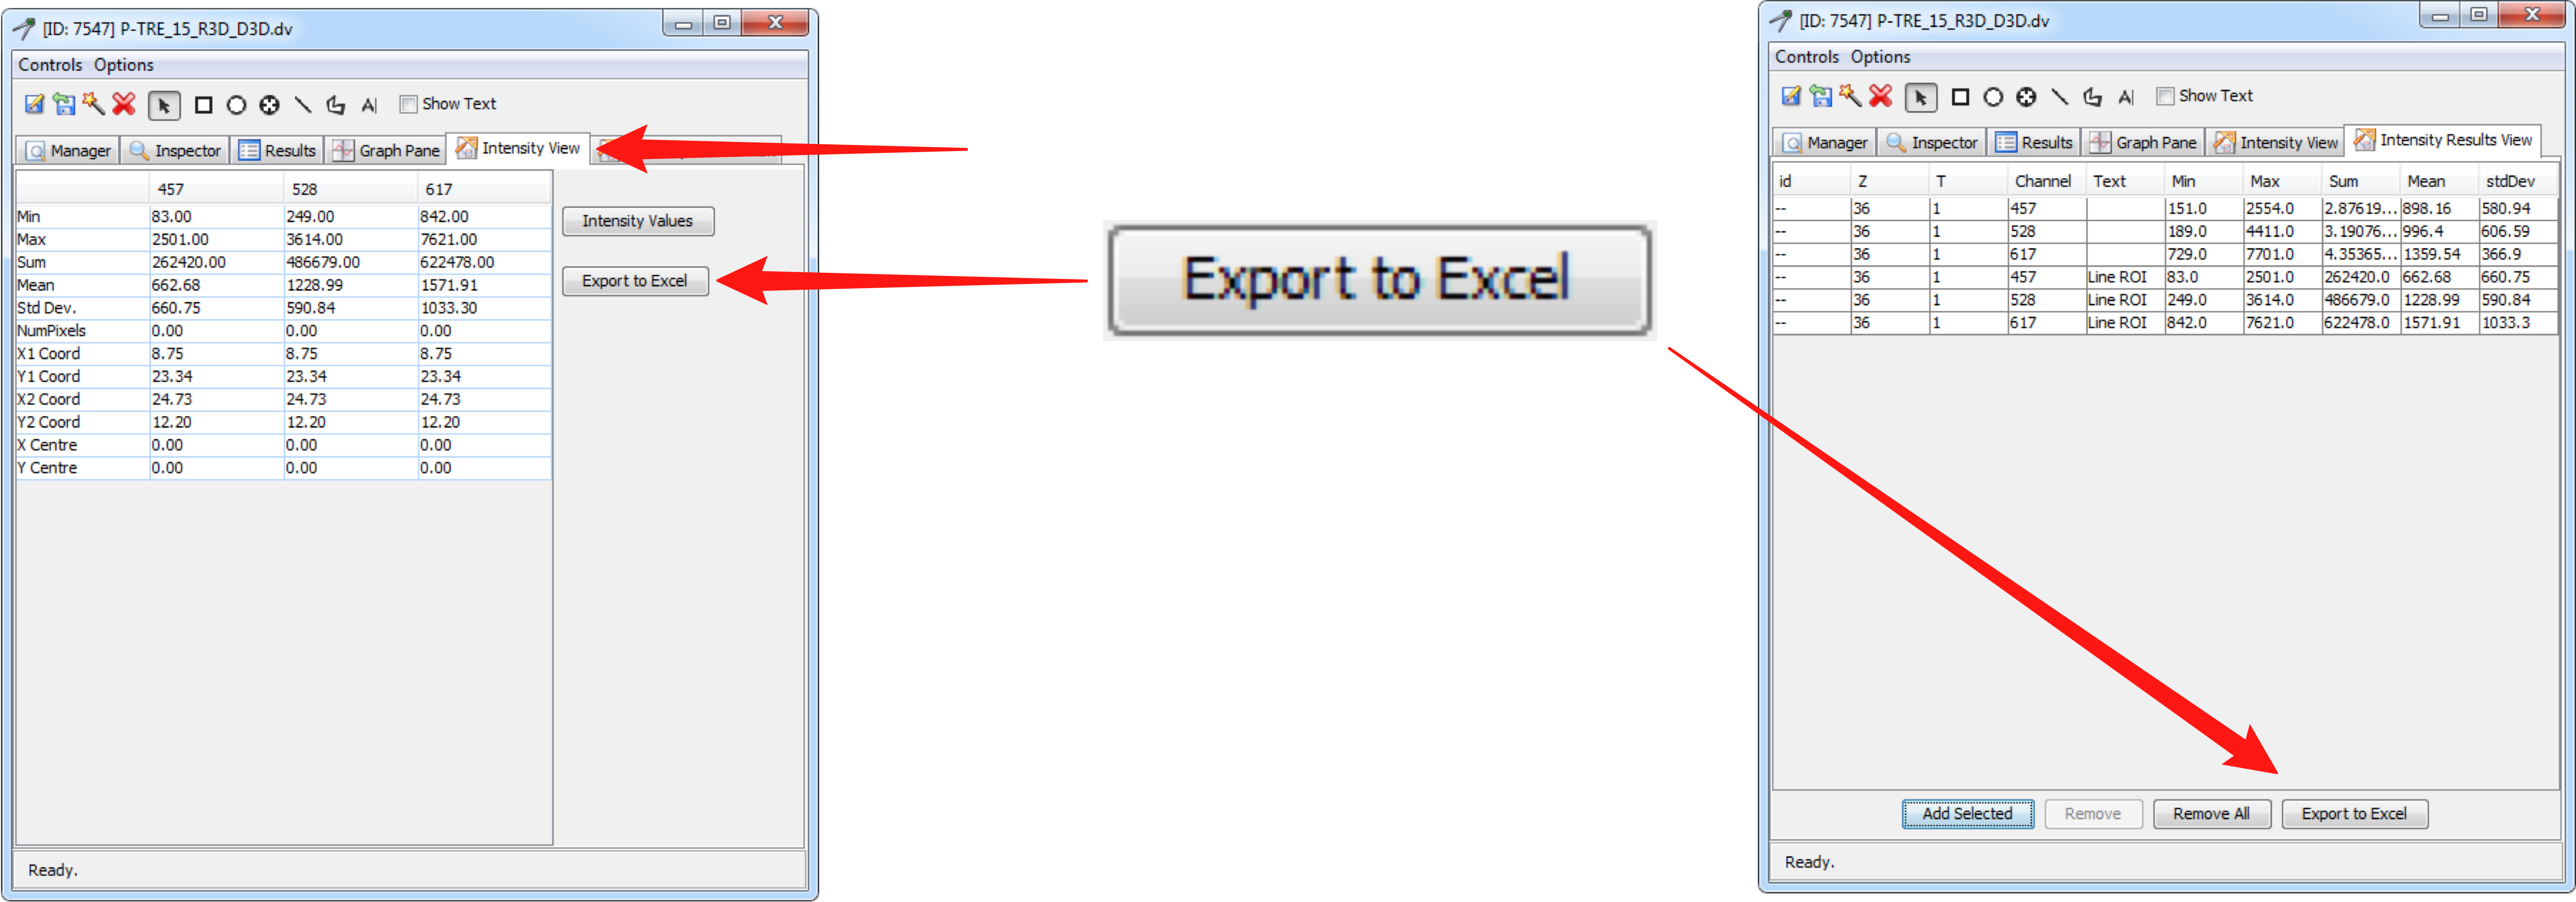 [ID: 7547] P-TRE_15_R3D_D3D.dv
Controls Options
Show Text
Manager Inspector Results Graph Pane Intensity View
457 528 617
Min 83.00 249.00 842.00
Max 2501.00 3614.00 7621.00
Sum 262420.00 486679.00 622478.00
Mean 662.68 1228.99 1571.91
Std Dev. 660.75 590.84 1033.30
NumPixels 0.00 0.00 0.00
X1 Coord 8.75 8.75 8.75
Y1 Coord 23.34 23.34 23.34
X2 Coord 24.73 24.73 24.73
Y2 Coord 12.20 12.20 12.20
X Centre 0.00 0.00 0.00
Y Centre 0.00 0.00 0.00
Intensity Values
Export to Excel
Ready.
Export to Excel
[ID: 7547] P-TRE_15_R3D_D3D.dv
Controls Options
Show Text
Manager Inspector Results Graph Pane Intensity View Intensity Results View
id Z T Channel Text Min Max Sum Mean stdDev
-- 36 1 457 151.0 2554.0 2.87619... 898.16 580.94
-- 36 1 528 189.0 4411.0 3.19076... 996.4 606.59
-- 36 1 617 729.0 7701.0 4.35365... 1359.54 366.9
-- 36 1 457 Line ROI 83.0 2501.0 262420.0 662.68 660.75
-- 36 1 528 Line ROI 249.0 3614.0 486679.0 1228.99 590.84
-- 36 1 617 Line ROI 842.0 7621.0 622478.0 1571.91 1033.3
Add Selected Remove Remove All Export to Excel
Ready.